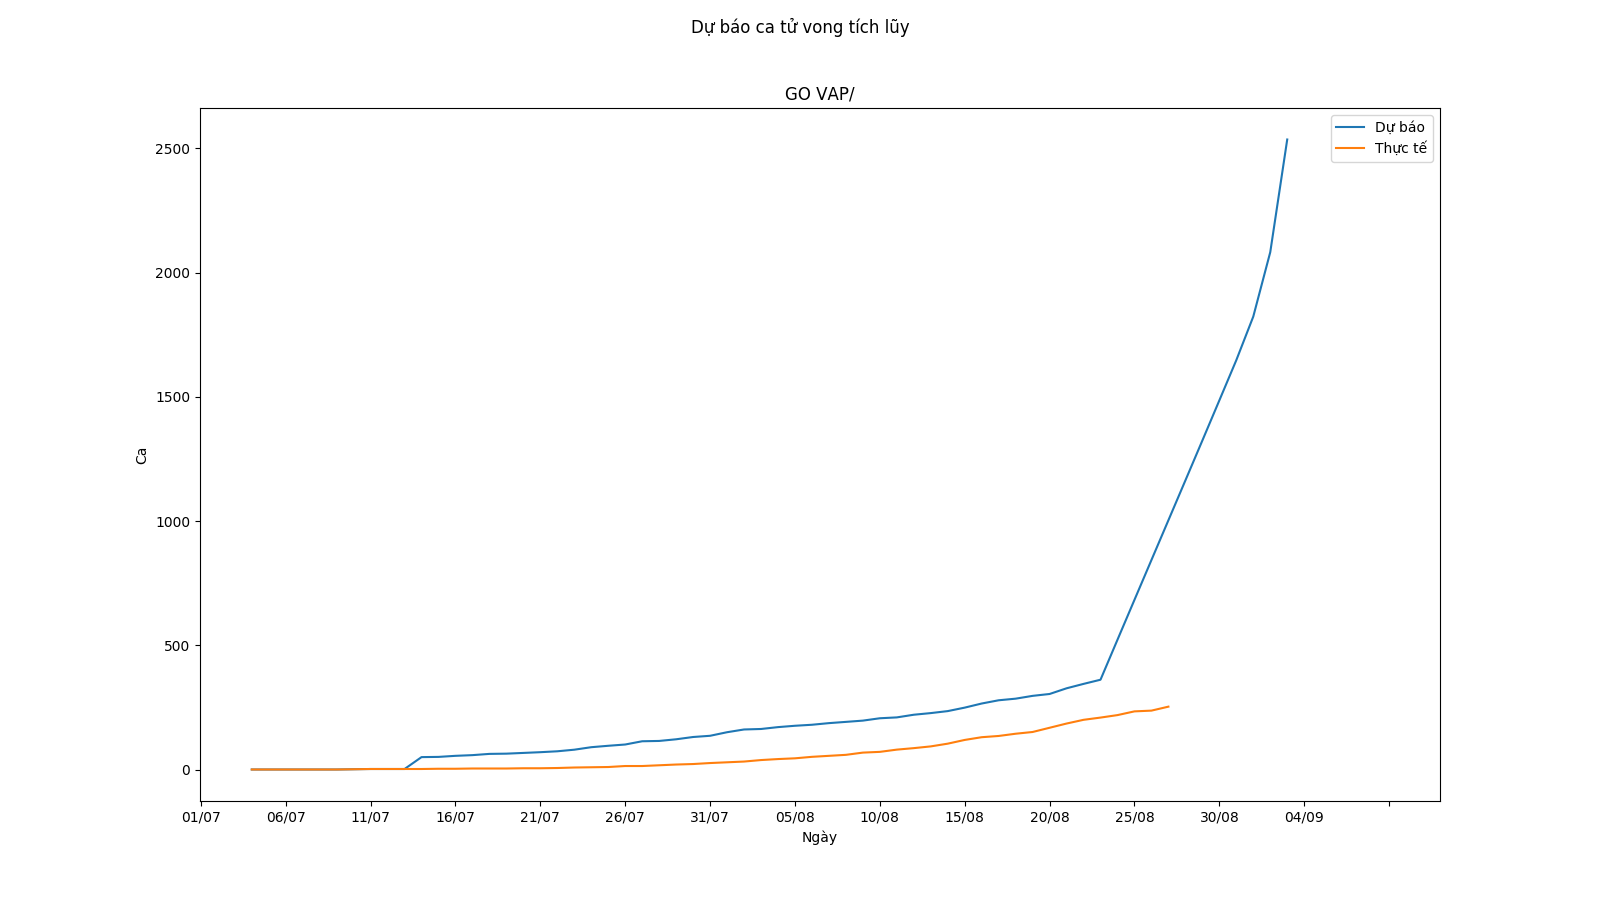 Dự báo ca tử vong tích lũy
GO VAP/
Dự báo
Thực tế
2500
2000
1500
1000
500
0
Ca
01/07 06/07 11/07 16/07 21/07 26/07 31/07 05/08 10/08 15/08 20/08 25/08 30/08 04/09
Ngày